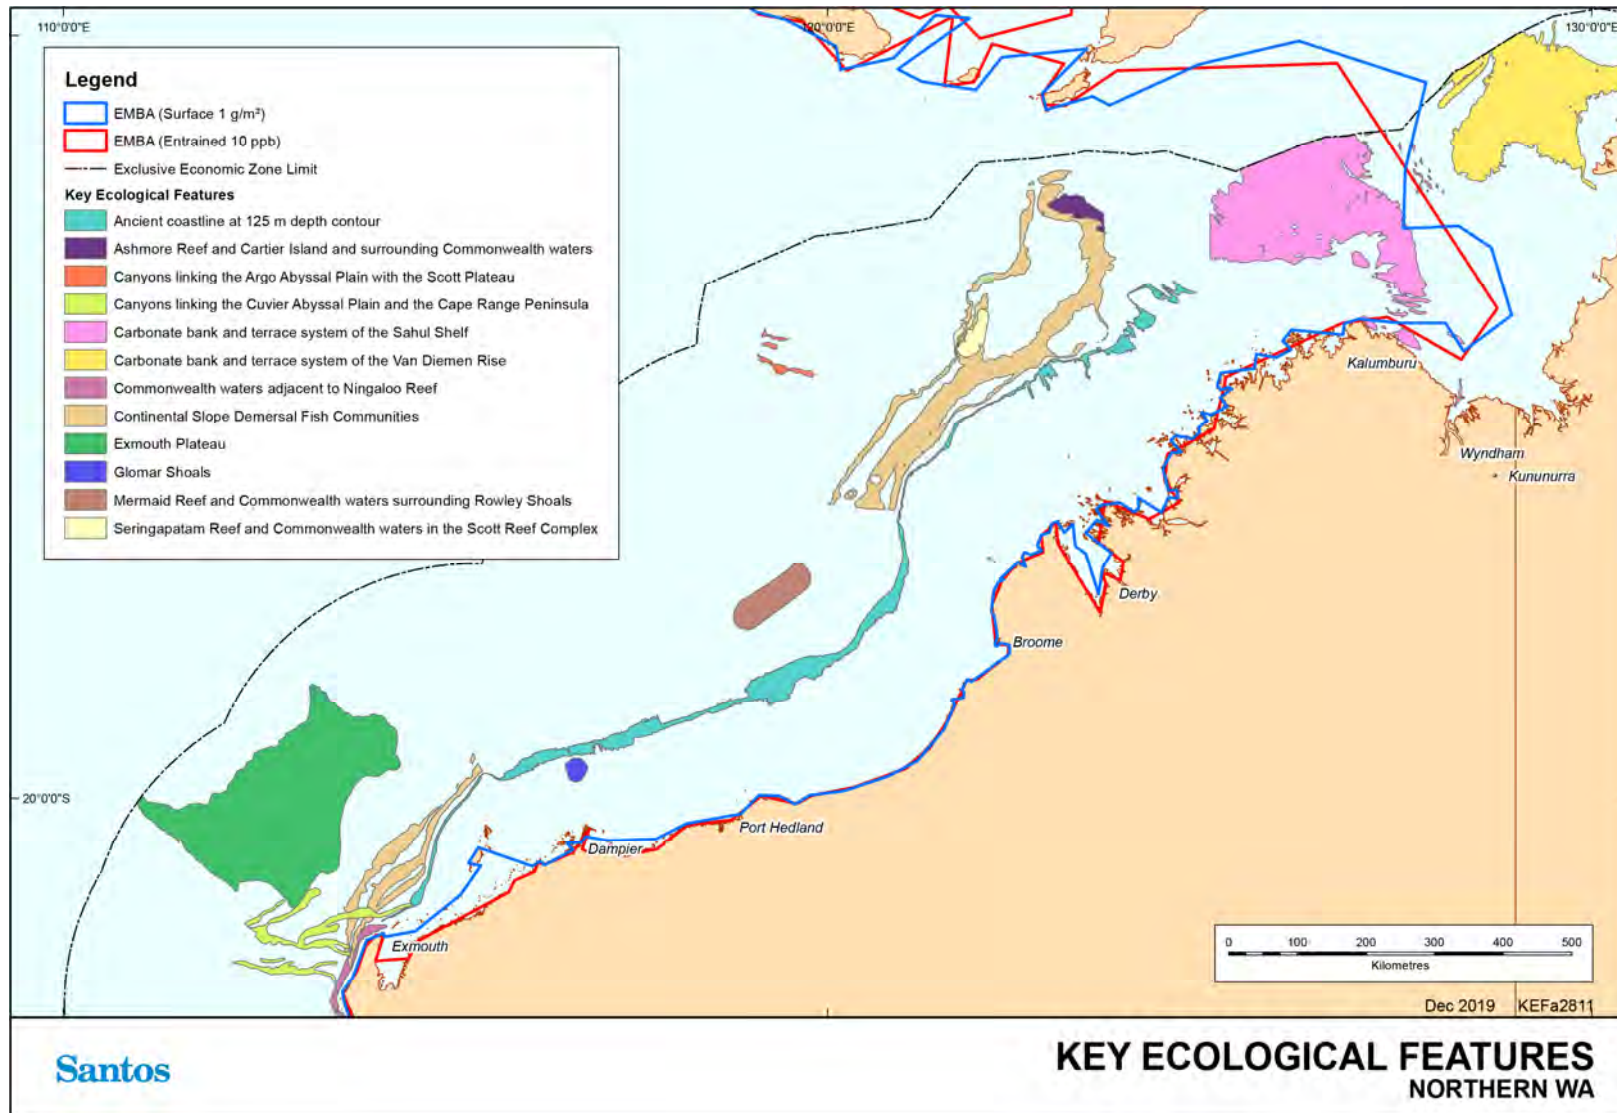 110°0'0"E
120°0'0"E
130°0'0"E
Legend
EMBA (Surface 1 g/m²)
EMBA (Entrained 10 ppb)
Exclusive Economic Zone Limit
Key Ecological Features
Ancient coastline at 125 m depth contour
Ashmore Reef and Cartier Island and surrounding Commonwealth waters
Canyons linking the Argo Abyssal Plain with the Scott Plateau
Canyons linking the Cuvier Abyssal Plain and the Cape Range Peninsula
Carbonate bank and terrace system of the Sahul Shelf
Carbonate bank and terrace system of the Van Diemen Rise
Commonwealth waters adjacent to Ningaloo Reef
Continental Slope Demersal Fish Communities
Exmouth Plateau
Glomar Shoals
Mermaid Reef and Commonwealth waters surrounding Rowley Shoals
Seringapatam Reef and Commonwealth waters in the Scott Reef Complex
Kalumburu
Wyndham
Kununurra
Derby
Broome
20°0'0"S
Port Hedland
Dampier
Exmouth
0 100 200 300 400 500
Kilometres
Dec 2019 KEFa2811
Santos
KEY ECOLOGICAL FEATURES
NORTHERN WA